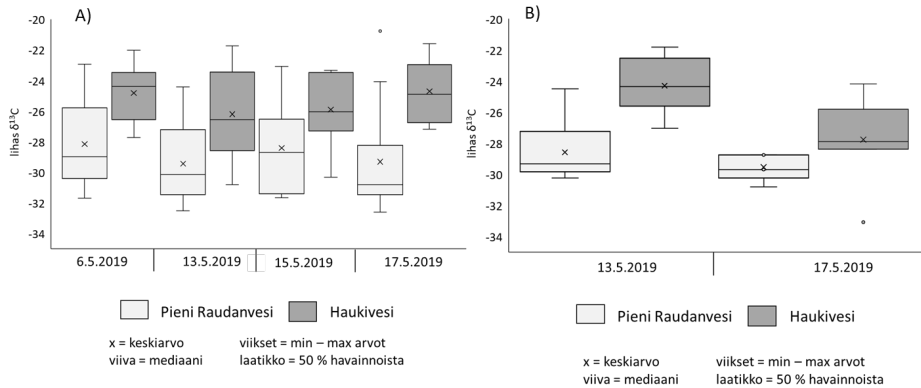 A)
-20
-22
-24
-26
-28
-30
-32
-34
lihas δ¹³C
6.5.2019
13.5.2019
15.5.2019
17.5.2019
Pieni Raudanvesi
Haukivesi
x = keskiarvo
viiva = mediaani
viikset = min – max arvot
laatikko = 50 % havainnoista
B)
-20
-22
-24
-26
-28
-30
-32
-34
lihas δ¹³C
13.5.2019
17.5.2019
Pieni Raudanvesi
Haukivesi
x = keskiarvo
viiva = mediaani
viikset = min – max arvot
laatikko = 50 % havainnoista